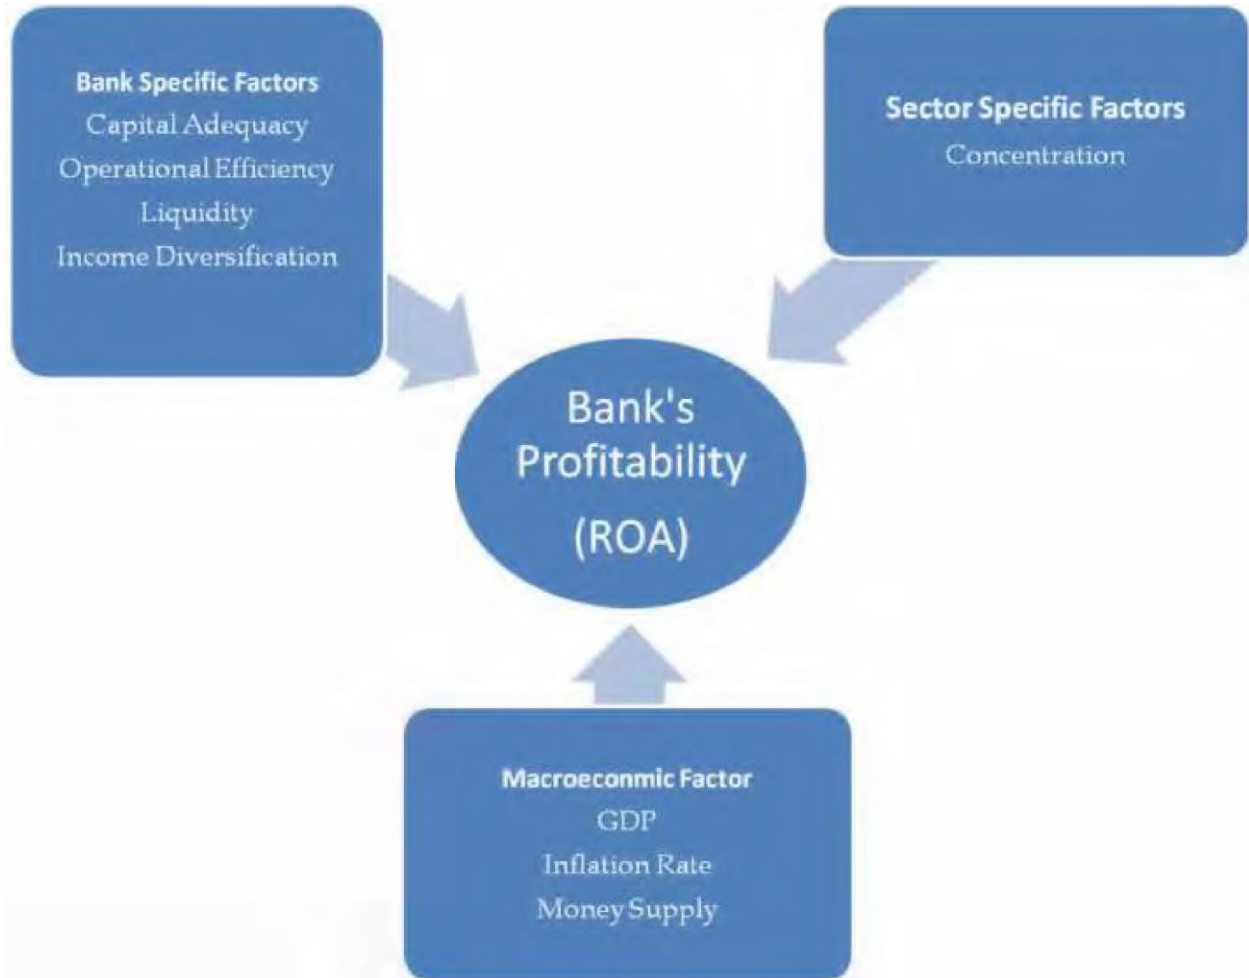 Bank Specific Factors
Capital Adequacy
Operational Efficiency
Liquidity
Income Diversification
Sector Specific Factors
Concentration
Bank's
Profitability
(ROA)
Macroeconmic Factor
GDP
Inflation Rate
Money Supply